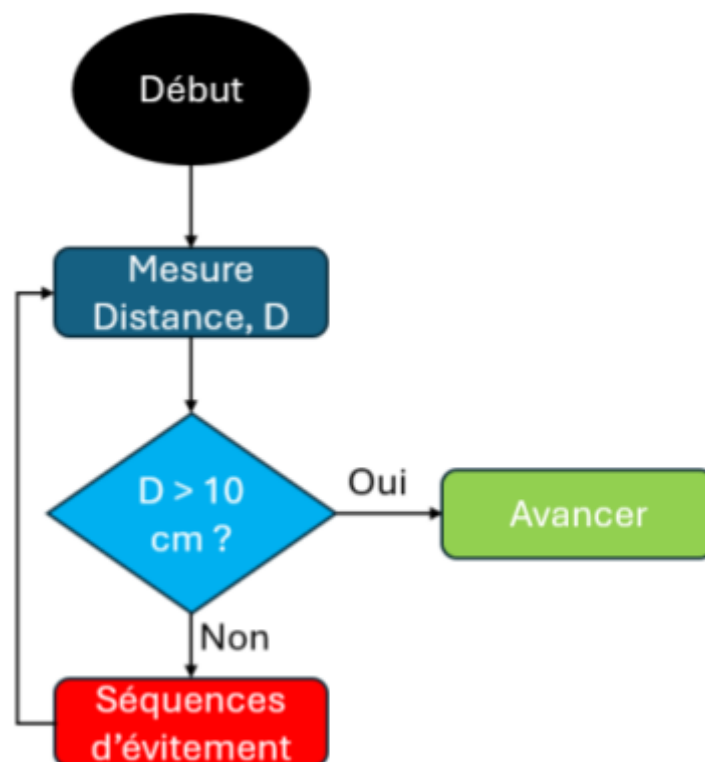 Début
Mesure
Distance, D
D > 10
cm ?
Oui
Avancer
Non
Séquences
d’évitement